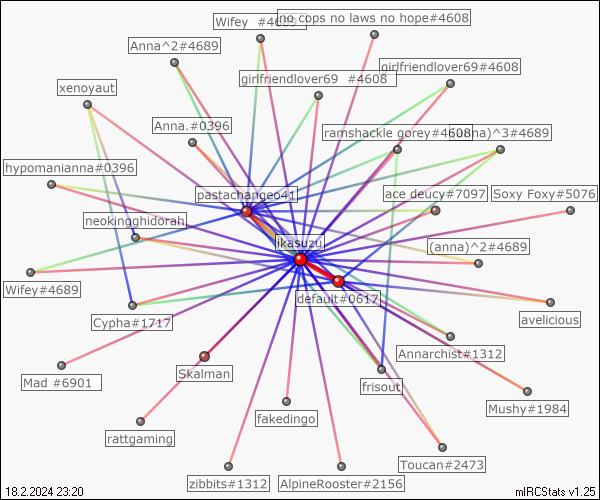 Wifey #4689
no cops no laws no hope#4608
Anna^2#4689
girlfriendlover69#4608
girlfriendlover69 #4608
xenoyaut
Anna.#0396
ramshackle gorey#4608
(anna)^3#4689
hypomanianna#0396
pastachangeo41
ace deucy#7097
Soxy Foxy#5076
neokingghidorah
ikasuzu
(anna)^2#4689
Wifey#4689
default#0617
Cypha#1717
avelicious
Annarchist#1312
Mad #6901
Skalman
frisout
Mushy#1984
rattgaming
fakedingo
Toucan#2473
zibbits#1312
AlpineRooster#2156
18.2.2024 23:20
mIRCStats v1.25